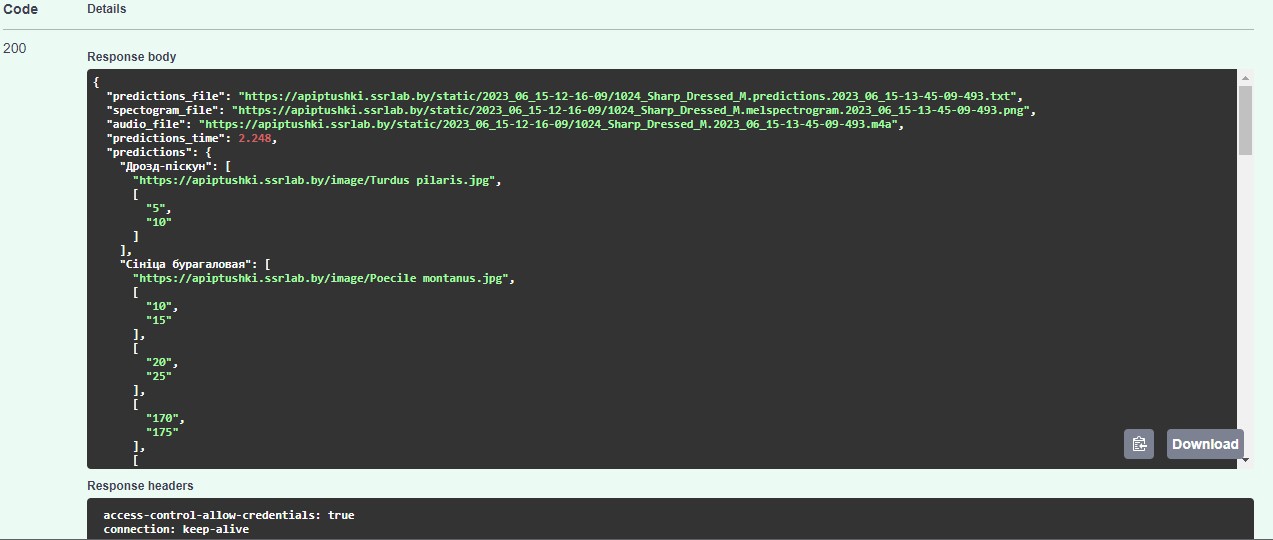 Code Details
200
Response body
{
"predictions_file": "https://apiptushki.ssrlab.by/static/2023_06_15-12-16-09/1024_Sharp_Dressed_M.predictions.2023_06_15-13-45-09-493.txt",
"spectogram_file": "https://apiptushki.ssrlab.by/static/2023_06_15-12-16-09/1024_Sharp_Dressed_M.melspectrogram.2023_06_15-13-45-09-493.png",
"audio_file": "https://apiptushki.ssrlab.by/static/2023_06_15-12-16-09/1024_Sharp_Dressed_M.2023_06_15-13-45-09-493.m4a",
"predictions_time": 2.248,
"predictions": {
"Дрозд-піскун": [
"https://apiptushki.ssrlab.by/image/Turdus pilaris.jpg",
[
"5",
"10"
]
],
"Сініца бурагаловая": [
"https://apiptushki.ssrlab.by/image/Poecile montanus.jpg",
[
"10",
"15"
],
[
"20",
"25"
],
[
"170",
"175"
],
[
Download
Response headers
access-control-allow-credentials: true
connection: keep-alive